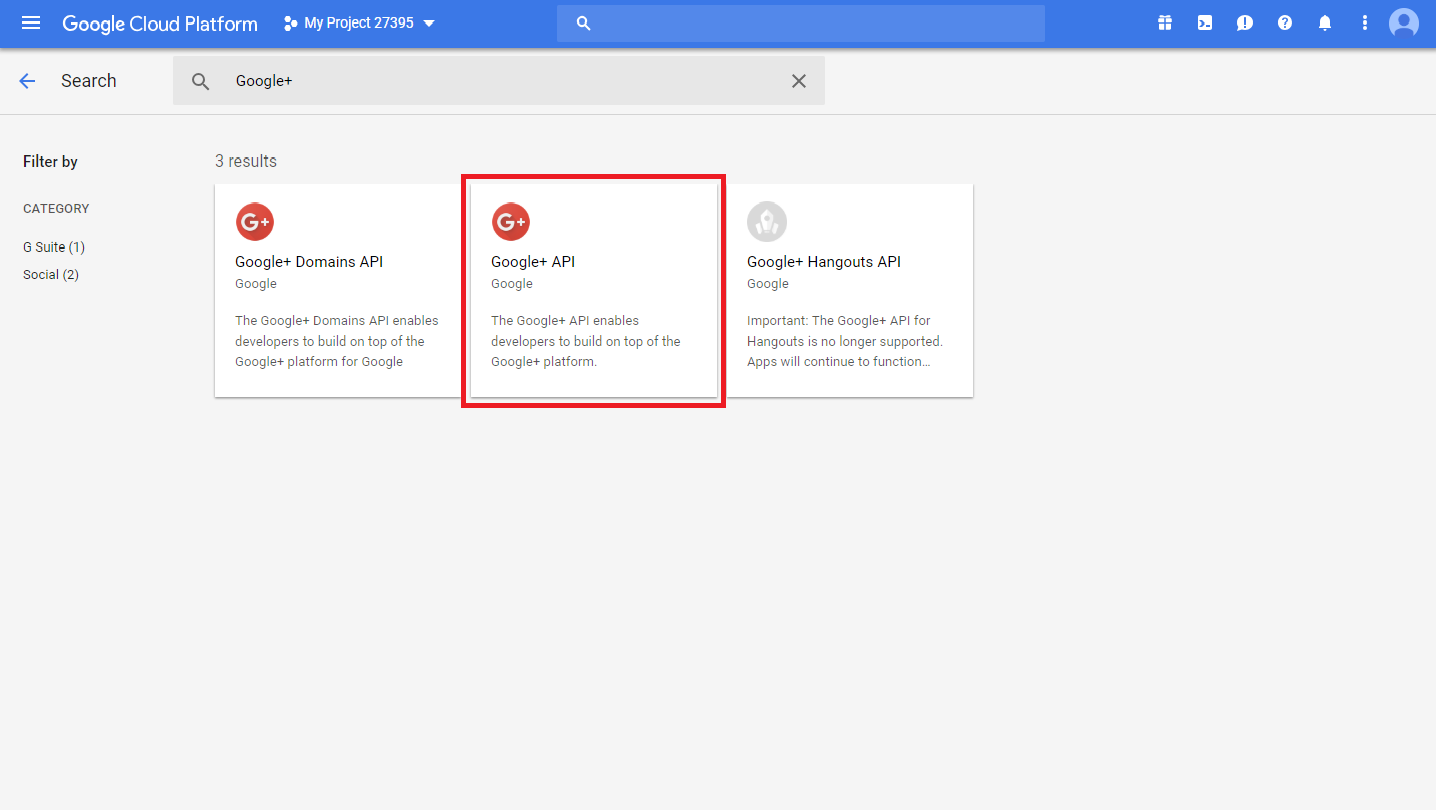 Google Cloud Platform
My Project 27395
Search
Google+
Filter by
CATEGORY
G Suite (1)
Social (2)
3 results
G+
Google+ Domains API
Google
The Google+ Domains API enables
developers to build on top of the
Google+ platform for Google
G+
Google+ API
Google
The Google+ API enables
developers to build on top of the
Google+ platform.
Google+ Hangouts API
Google
Important: The Google+ API for
Hangouts is no longer supported.
Apps will continue to function...